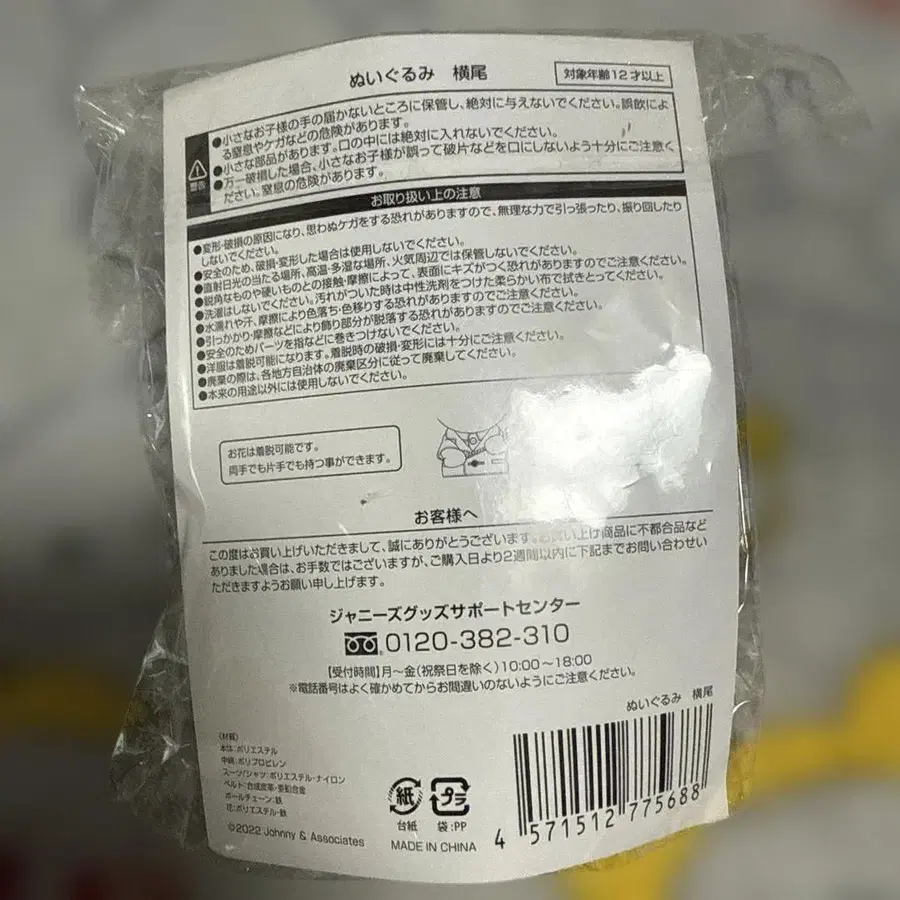 ぬいぐるみ 横尾
対象年齢12才以上
警告
●小さなお子様の手の届かないところに保管し、絶対に与えないでください。誤飲によ
る窒息やケガなどの危険があります。
●小さな部品があります。口の中には絶対に入れないでください。
●万一破損した場合、小さなお子様が誤って破片などを口にしないよう十分にご注意く
ださい。窒息の危険があります。
お取り扱い上の注意
●変形・破損の原因になり、思わぬケガをする恐れがありますので、無理な力で引っ張ったり、振り回したり
しないでください。
●安全のため、破損・変形した場合は使用しないでください。
●直射日光の当たる場所、高温・多湿な場所、火気周辺では保管しないでください。
●鋭角なものや硬いものとの接触・摩擦によって、表面にキズがつく恐れがありますのでご注意ください。
●洗濯はしないでください。汚れがついた時は中性洗剤をつけた柔らかい布で拭きとってください。
●水濡れや汗、摩擦により色落ち・色移りする恐れがありますのでご注意ください。
●引っかかり・摩擦などにより飾り部分が脱落する恐れがありますのでご注意ください。
●安全のためパーツを指などに巻きつけないでください。
●洋服は着脱可能になります。着脱時の破損・変形には十分にご注意ください。
●廃棄の際は、各地方自治体の廃棄区分に従って廃棄してください。
●本来の用途以外には使用しないでください。
お花は着脱可能です。
両手でも片手でも持つ事ができます。
お客様へ
この度はお買い上げいただきまして、誠にありがとうございます。お買い上げ商品に不都合品など
ありました場合は、お手数ではございますが、ご購入日より2週間以内に下記までお問い合わせい
ただきますようお願い申し上げます。
ジャニーズグッズサポートセンター
0120-382-310
【受付時間】月～金(祝祭日を除く)10:00～18:00
※電話番号はよく確かめてからお間違いのないようにご注意ください。
ぬいぐるみ 横尾
〈材質〉
本体:ポリエステル
中綿:ポリプロピレン
スーツ/シャツ:ポリエステル・ナイロン
ベルト:合成皮革・亜鉛合金
ボールチェーン:鉄
花:ポリエステル・鉄
©2022 Johnny & Associates
紙
台紙
プラ
袋:PP
MADE IN CHINA
4 571512 775688